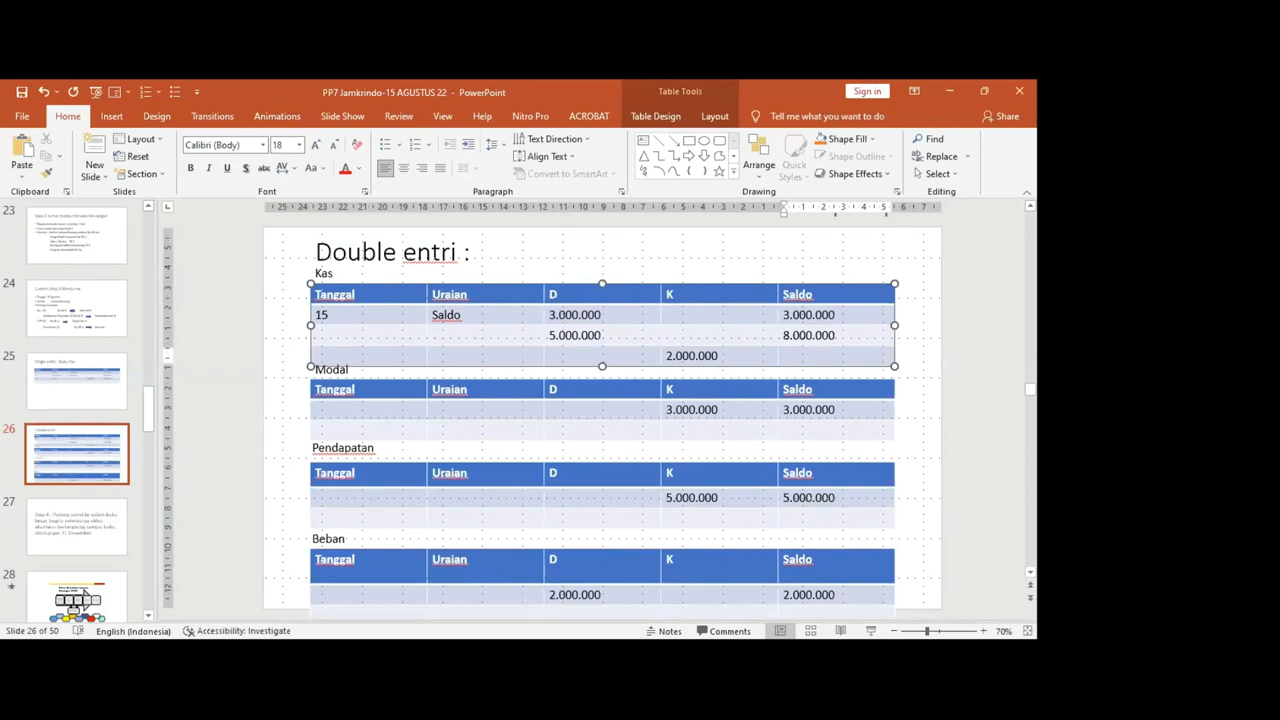 PP7 Jamkrindo-15 AGUSTUS 22 - PowerPoint
Table Tools
Sign in
File Home Insert Design Transitions Animations Slide Show Review View Help Nitro Pro ACROBAT Table Design Layout Tell me what you want to do Share
Paste
Clipboard
New Slide
Layout
Reset
Section
Slides
Calibri (Body) 18
Font
Text Direction
Align Text
Convert to SmartArt
Paragraph
Arrange
Quick Styles
Shape Fill
Shape Outline
Shape Effects
Drawing
Find
Replace
Select
Editing
23
24
25
26
27
28
Double entri :
Kas
Tanggal Uraian D K Saldo
15 Saldo 3.000.000 3.000.000
5.000.000 8.000.000
2.000.000
Modal
Tanggal Uraian D K Saldo
3.000.000 3.000.000
Pendapatan
Tanggal Uraian D K Saldo
5.000.000 5.000.000
Beban
Tanggal Uraian D K Saldo
2.000.000 2.000.000
Slide 26 of 50 English (Indonesia) Accessibility: Investigate Notes Comments 70%